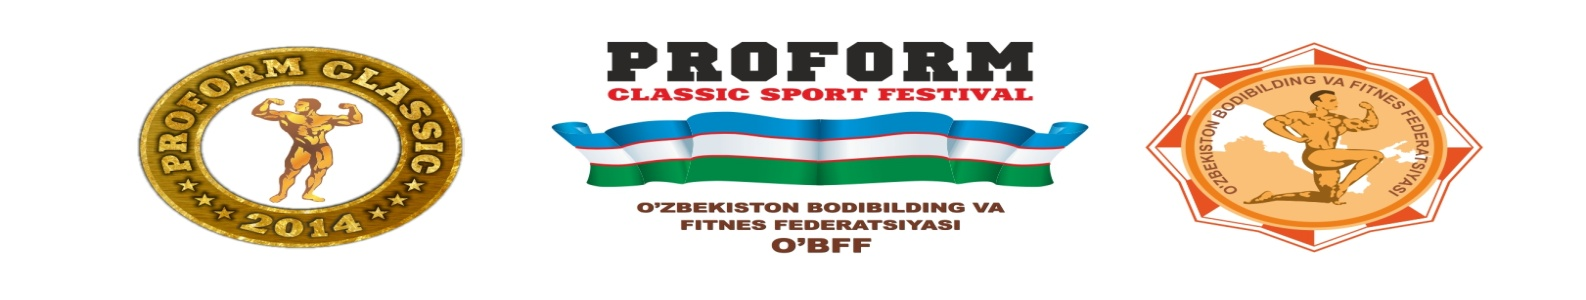 PROFORM CLASSIC
2014
PROFORM
CLASSIC SPORT FESTIVAL
O'ZBEKISTON BODIBILDING VA
FITNES FEDERATSIYASI
O'BFF
O'ZBEKISTON BODIBILDING VA FITNES FEDERATSIYASI